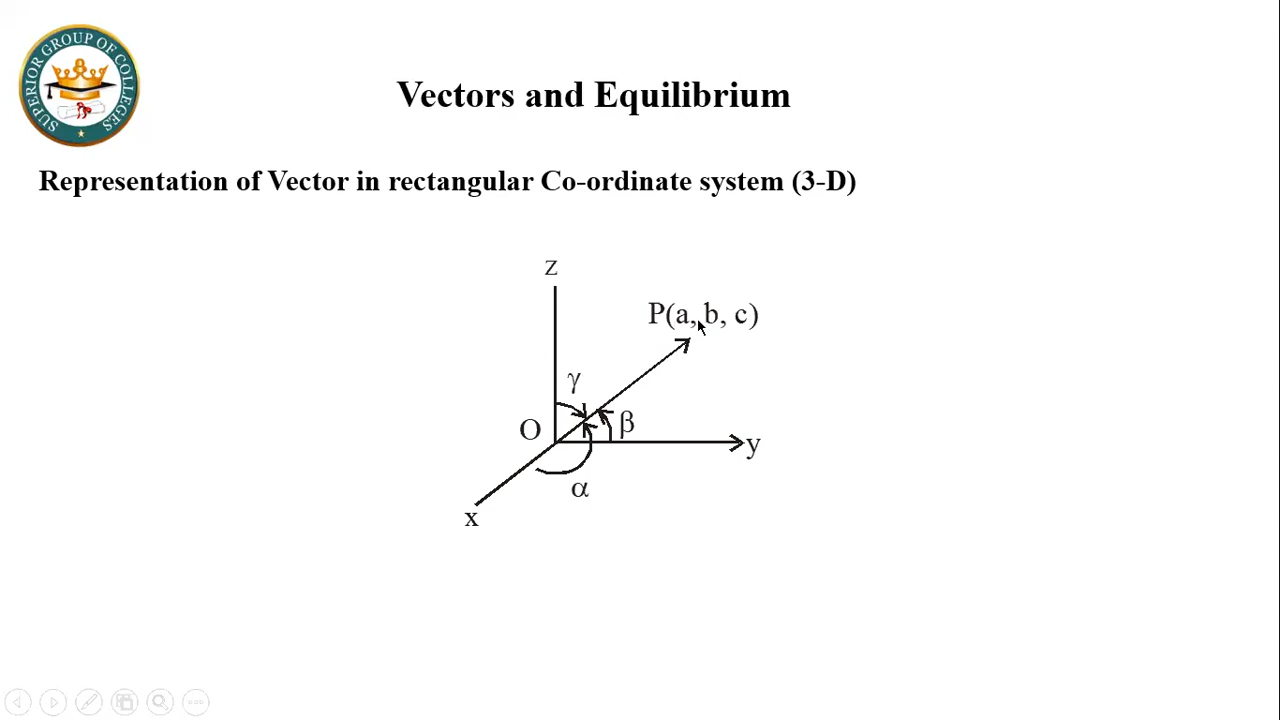 SUPERIOR GROUP OF COLLEGES
Vectors and Equilibrium
Representation of Vector in rectangular Co-ordinate system (3-D)
z
P(a, b, c)
γ
O
β
y
α
x